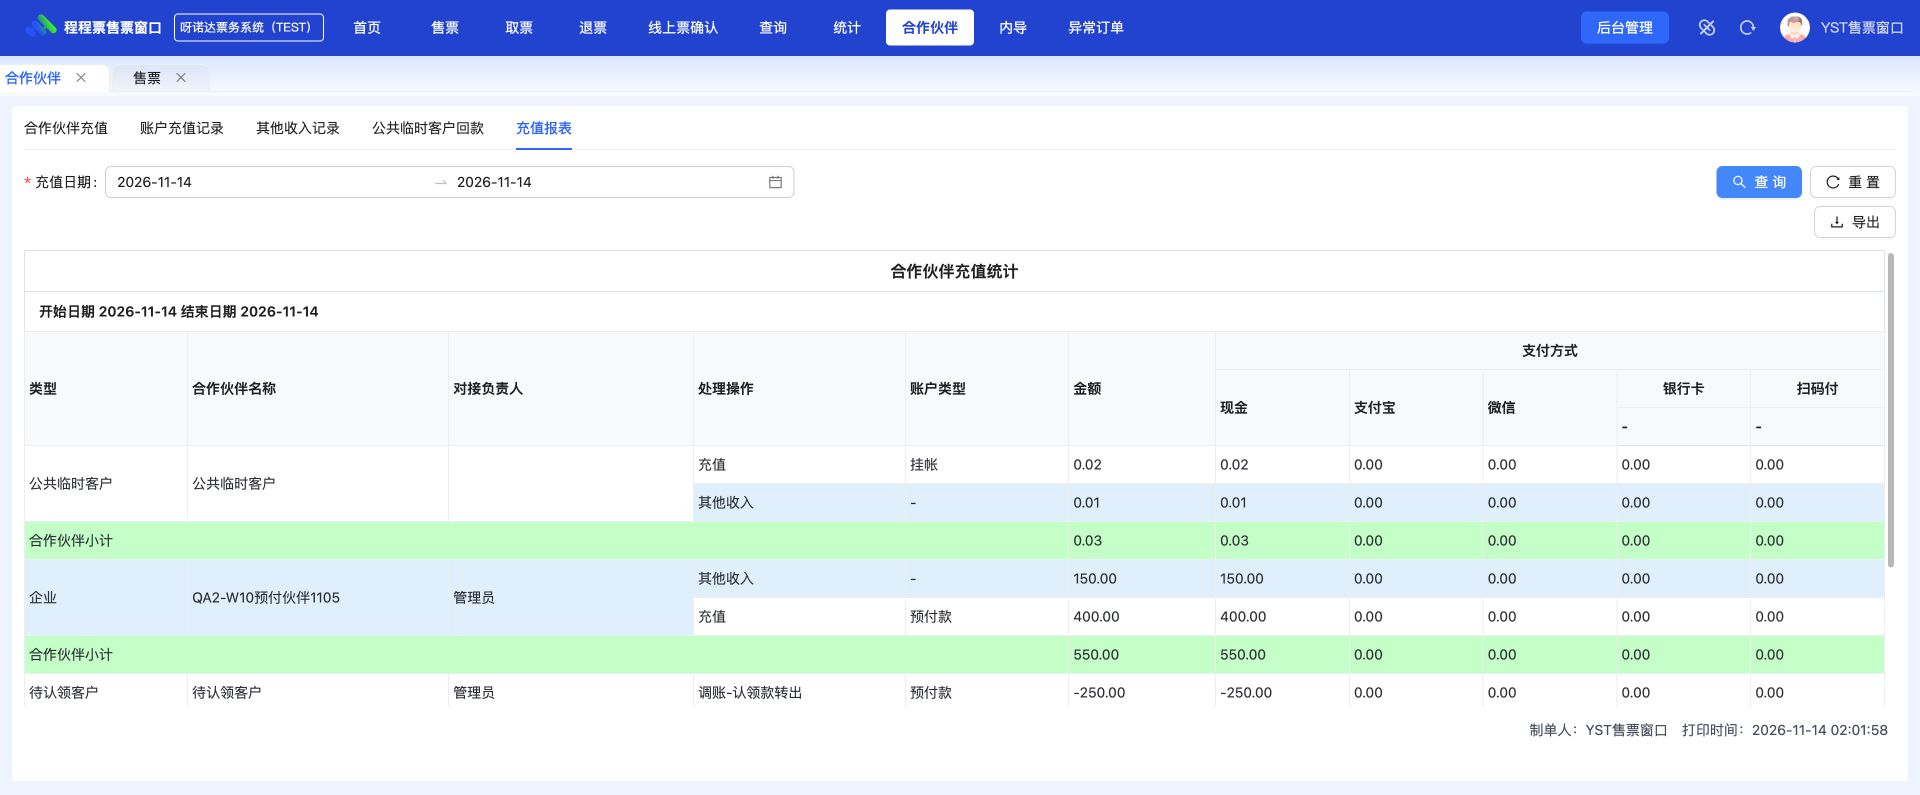 程程票售票窗口 呀诺达票务系统（TEST） 首页 售票 取票 退票 线上票确认 查询 统计 合作伙伴 内导 异常订单 后台管理 YST售票窗口
合作伙伴 售票
合作伙伴充值 账户充值记录 其他收入记录 公共临时客户回款 充值报表
* 充值日期: 2026-11-14 → 2026-11-14 查 询 重 置
导出
合作伙伴充值统计
开始日期 2026-11-14 结束日期 2026-11-14
支付方式
类型 合作伙伴名称 对接负责人 处理操作 账户类型 金额 现金 支付宝 微信 银行卡 扫码付
- -
公共临时客户 公共临时客户 充值 挂帐 0.02 0.02 0.00 0.00 0.00 0.00
其他收入 - 0.01 0.01 0.00 0.00 0.00 0.00
合作伙伴小计 0.03 0.03 0.00 0.00 0.00 0.00
企业 QA2-W10预付伙伴1105 管理员 其他收入 - 150.00 150.00 0.00 0.00 0.00 0.00
充值 预付款 400.00 400.00 0.00 0.00 0.00 0.00
合作伙伴小计 550.00 550.00 0.00 0.00 0.00 0.00
待认领客户 待认领客户 管理员 调账-认领款转出 预付款 -250.00 -250.00 0.00 0.00 0.00 0.00
制单人：YST售票窗口 打印时间：2026-11-14 02:01:58